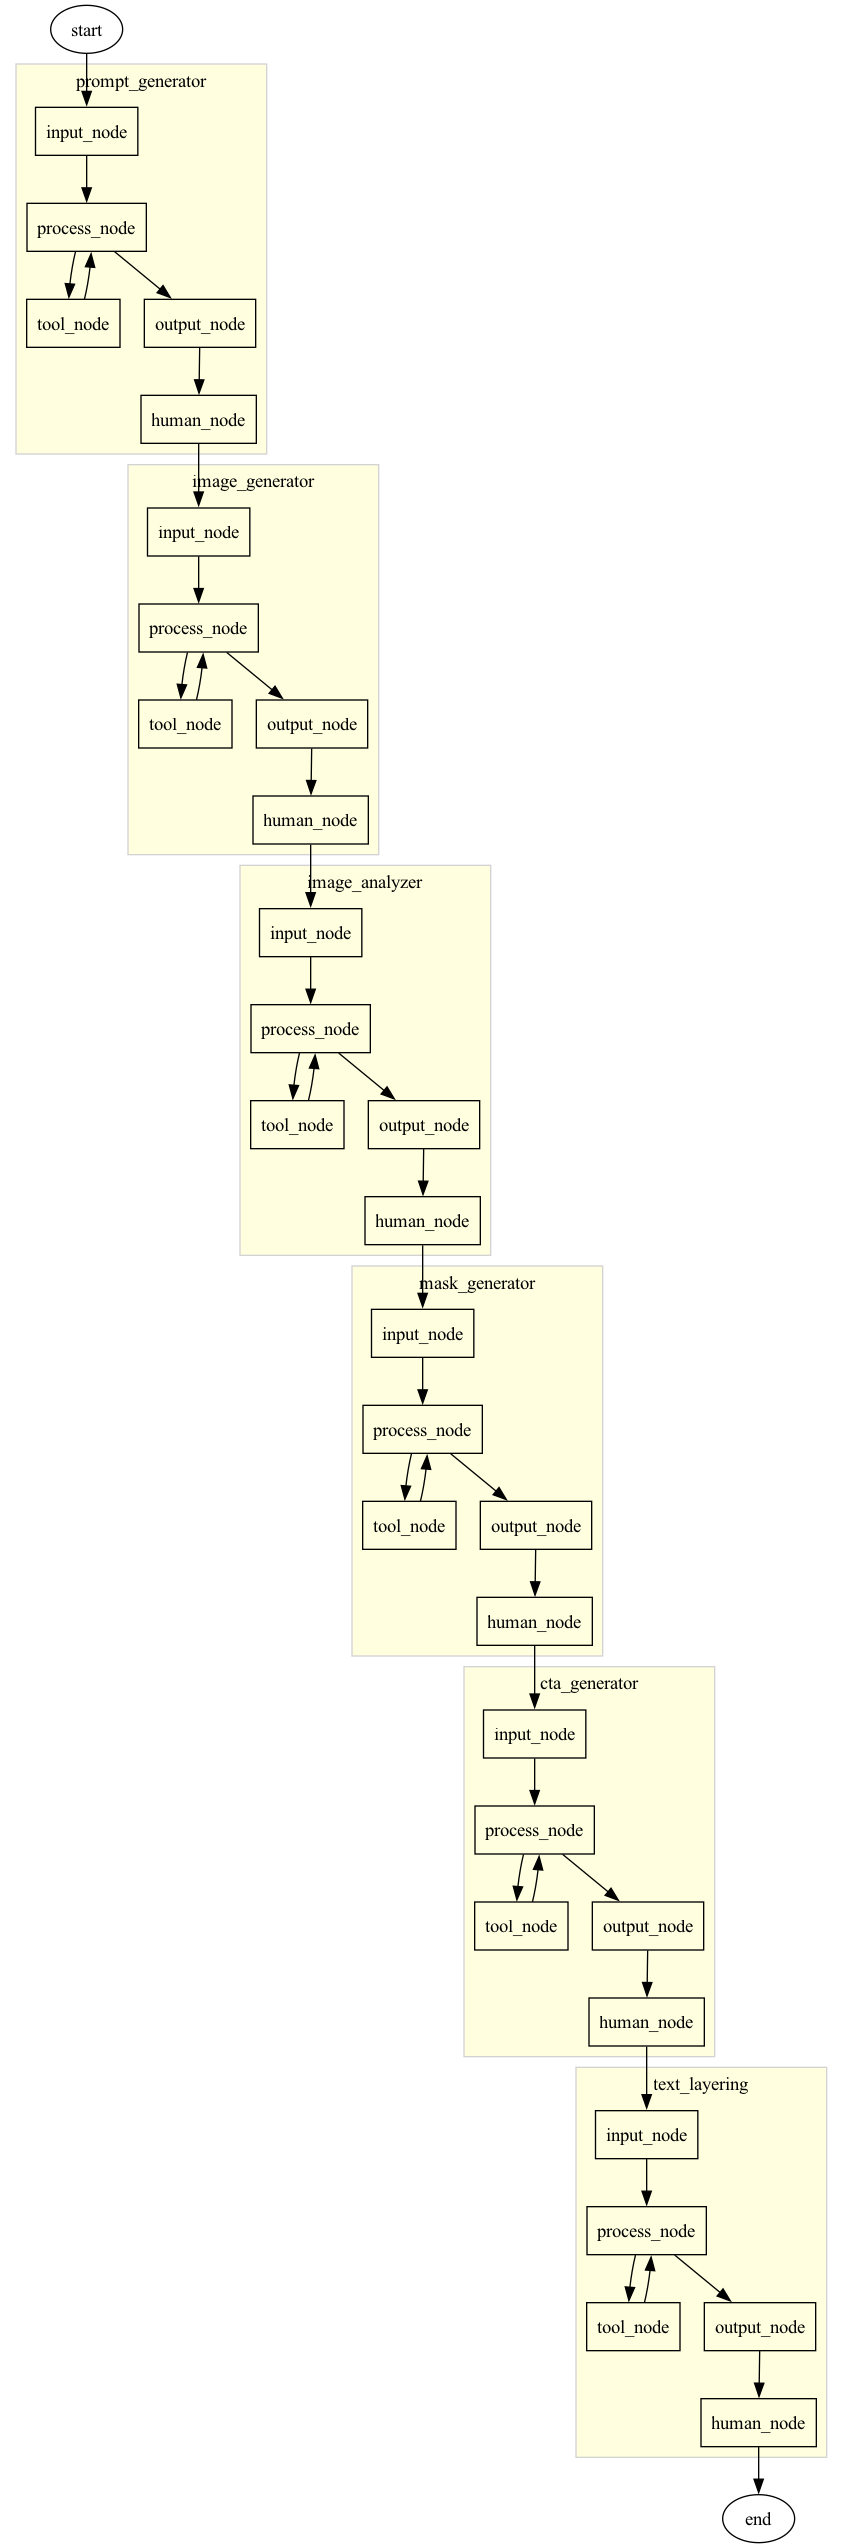 start
prompt_generator
input_node
process_node
tool_node
output_node
human_node
image_generator
input_node
process_node
tool_node
output_node
human_node
image_analyzer
input_node
process_node
tool_node
output_node
human_node
mask_generator
input_node
process_node
tool_node
output_node
human_node
cta_generator
input_node
process_node
tool_node
output_node
human_node
text_layering
input_node
process_node
tool_node
output_node
human_node
end